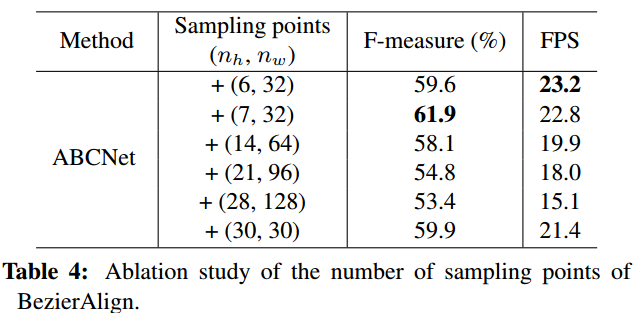 Method Sampling points (n_h, n_w) F-measure (%) FPS
ABCNet + (6, 32) 59.6 23.2
+ (7, 32) 61.9 22.8
+ (14, 64) 58.1 19.9
+ (21, 96) 54.8 18.0
+ (28, 128) 53.4 15.1
+ (30, 30) 59.9 21.4
Table 4: Ablation study of the number of sampling points of
BezierAlign.